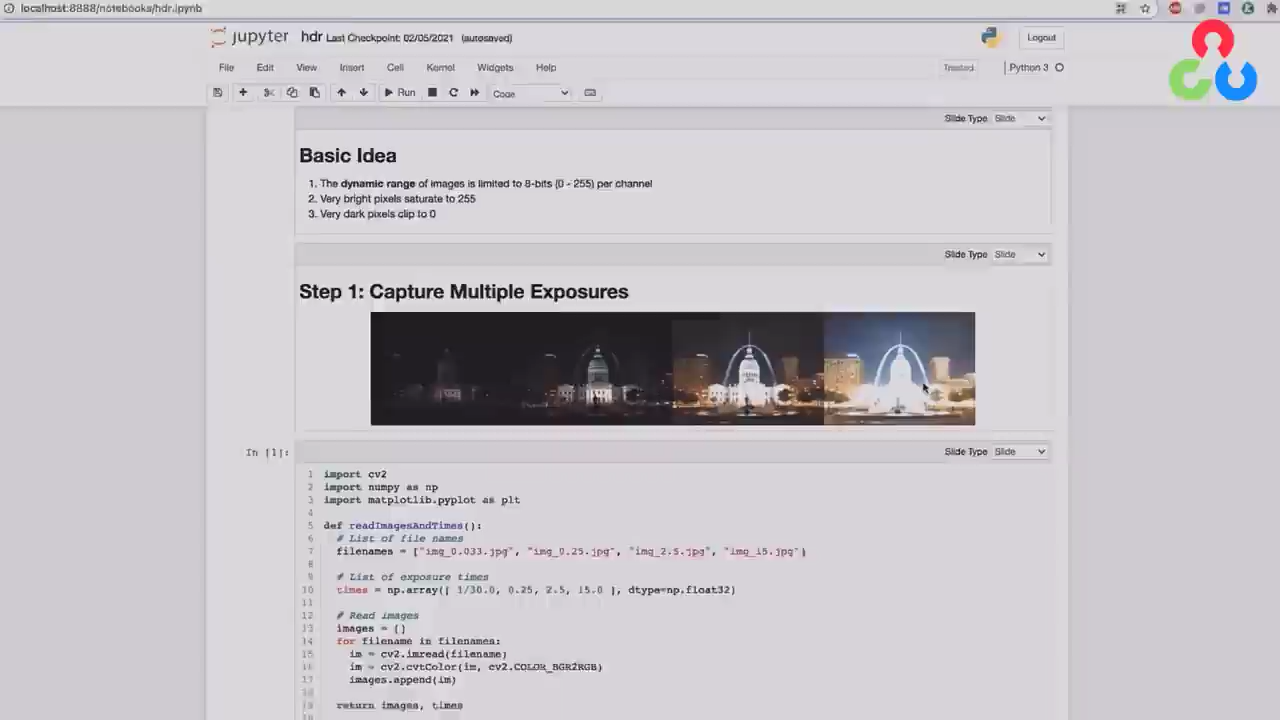 localhost:8888/notebooks/hdr.ipynb
jupyter hdr Last Checkpoint: 02/05/2021 (autosaved)
Logout
File Edit View Insert Cell Kernel Widgets Help
Trusted
Python 3
Run
Code
Slide Type Slide
Basic Idea
1. The dynamic range of images is limited to 8-bits (0 - 255) per channel
2. Very bright pixels saturate to 255
3. Very dark pixels clip to 0
Slide Type Slide
Step 1: Capture Multiple Exposures
In [1]:
Slide Type Slide
1 import cv2
2 import numpy as np
3 import matplotlib.pyplot as plt
4
5 def readImagesAndTimes():
6 # List of file names
7 filenames = ["img_0.033.jpg", "img_0.25.jpg", "img_2.5.jpg", "img_15.jpg"]
8
9 # List of exposure times
10 times = np.array([ 1/30.0, 0.25, 2.5, 15.0 ], dtype=np.float32)
11
12 # Read images
13 images = []
14 for filename in filenames:
15 im = cv2.imread(filename)
16 im = cv2.cvtColor(im, cv2.COLOR_BGR2RGB)
17 images.append(im)
18
19 return images, times